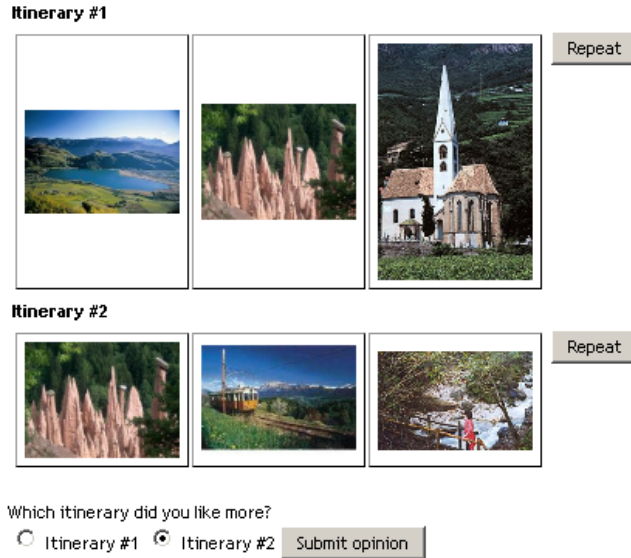 Itinerary #1
Repeat
Itinerary #2
Repeat
Which itinerary did you like more?
Itinerary #1 Itinerary #2 Submit opinion